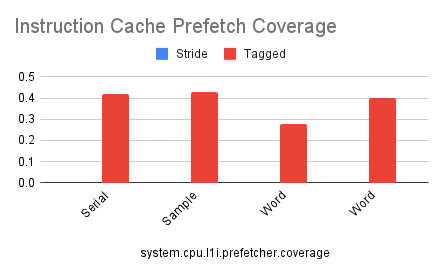 Instruction Cache Prefetch Coverage
Stride Tagged
0.5
0.4
0.3
0.2
0.1
0.0
Serial Sample Word Word
system.cpu.l1i.prefetcher.coverage